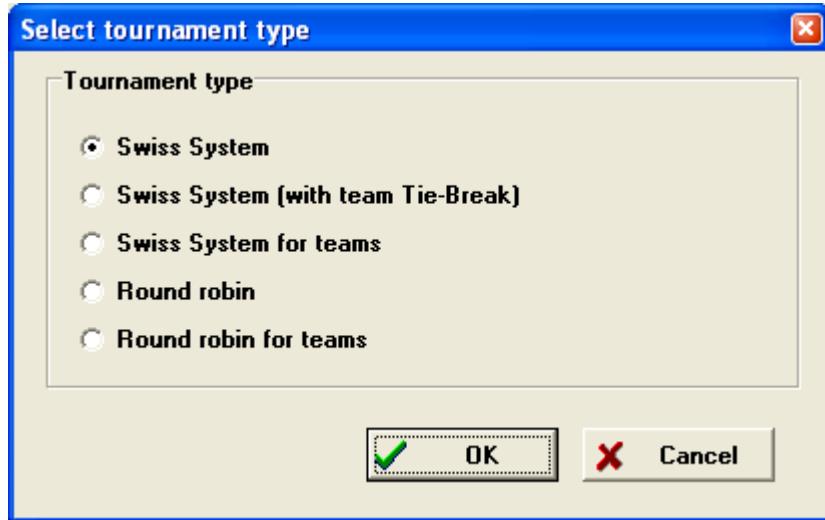 Select tournament type
Tournament type
Swiss System
Swiss System (with team Tie-Break)
Swiss System for teams
Round robin
Round robin for teams
OK
Cancel